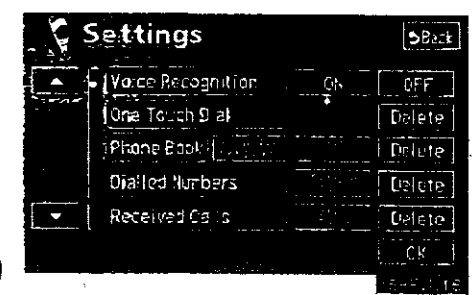 Settings
Back
Voice Recognition ON OFF
One Touch Dial Delete
Phone Book Delete
Dialled Numbers Delete
Received Calls Delete
OK